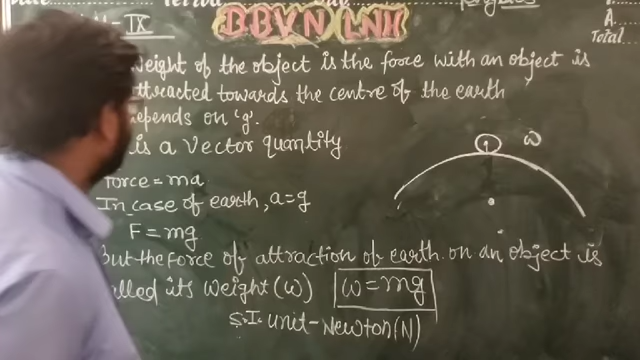 IX
BBVN LNH
A.
Total
Weight of the object is the force with an object is
attracted towards the centre of the earth
depends on 'g'.
is a vector quantity
w
Force = ma
In case of earth, a = g
F = mg
But the force of attraction of earth on an object is
called its weight (w) w = mg
S.I unit - Newton (N)